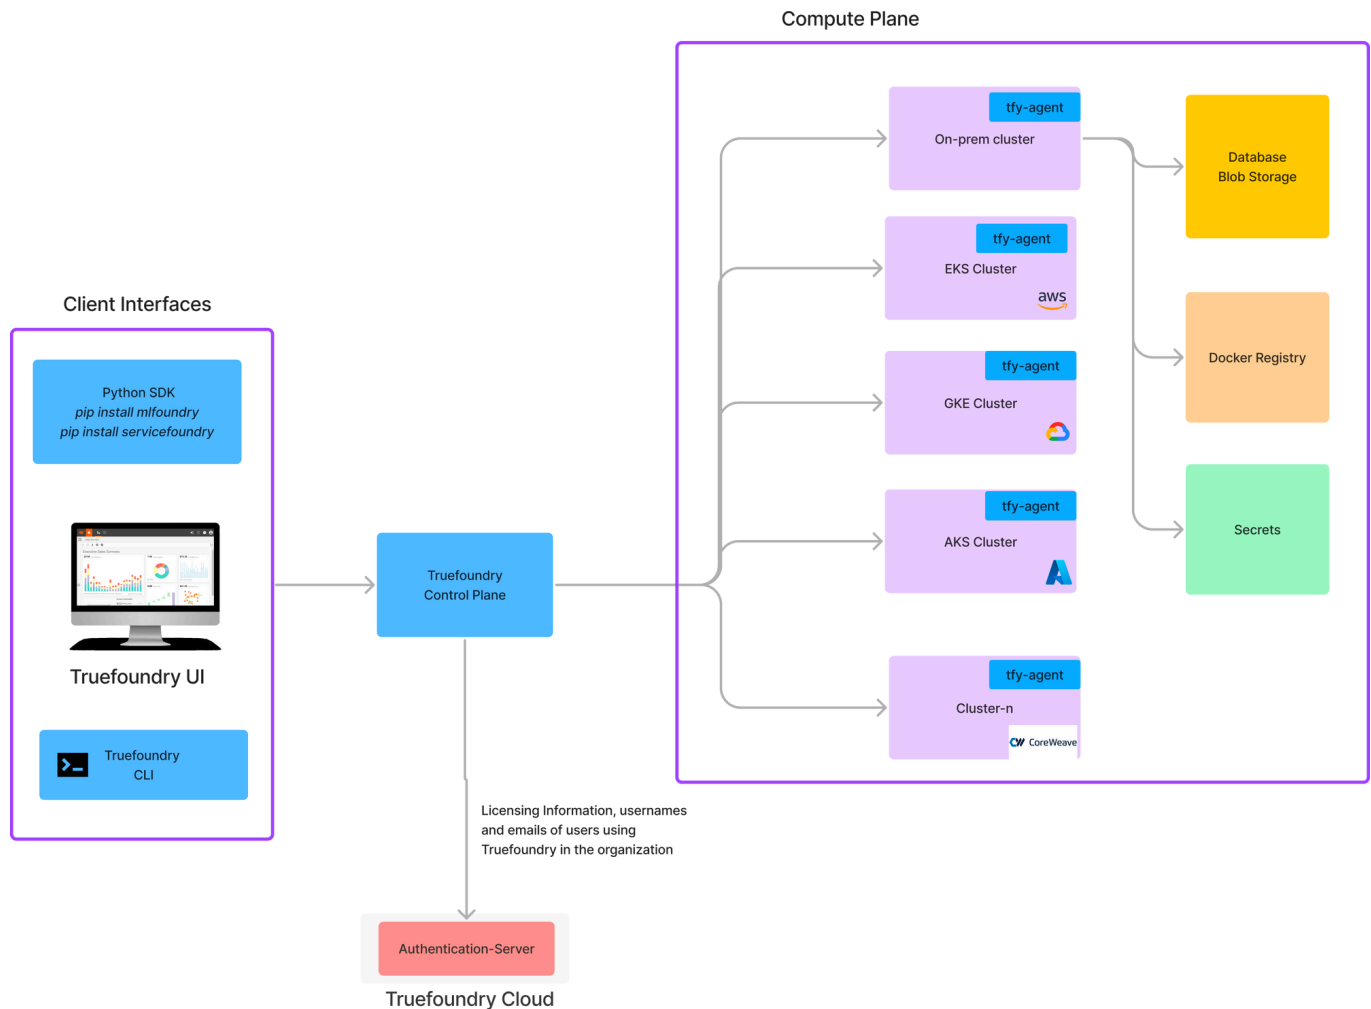 Compute Plane
tfy-agent
On-prem cluster
Database
Blob Storage
tfy-agent
EKS Cluster
aws
Client Interfaces
Python SDK
pip install mlfoundry
pip install servicefoundry
tfy-agent
GKE Cluster
Docker Registry
tfy-agent
AKS Cluster
Secrets
Truefoundry
Control Plane
Truefoundry UI
tfy-agent
Cluster-n
CoreWeave
Truefoundry
CLI
Licensing Information, usernames
and emails of users using
Truefoundry in the organization
Authentication-Server
Truefoundry Cloud